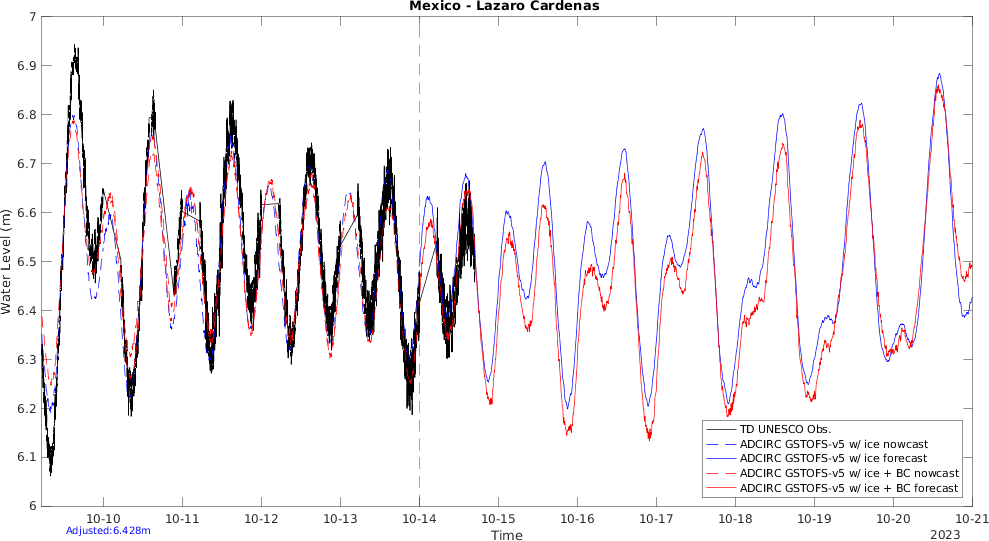 Mexico - Lazaro Cardenas
7
6.9
6.8
6.7
6.6
6.5
6.4
6.3
6.2
6.1
6
Water Level (m)
TD UNESCO Obs.
ADCIRC GSTOFS-v5 w/ ice nowcast
ADCIRC GSTOFS-v5 w/ ice forecast
ADCIRC GSTOFS-v5 w/ ice + BC nowcast
ADCIRC GSTOFS-v5 w/ ice + BC forecast
10-10 10-11 10-12 10-13 10-14 10-15 10-16 10-17 10-18 10-19 10-20 10-21
Adjusted:6.428m
Time
2023